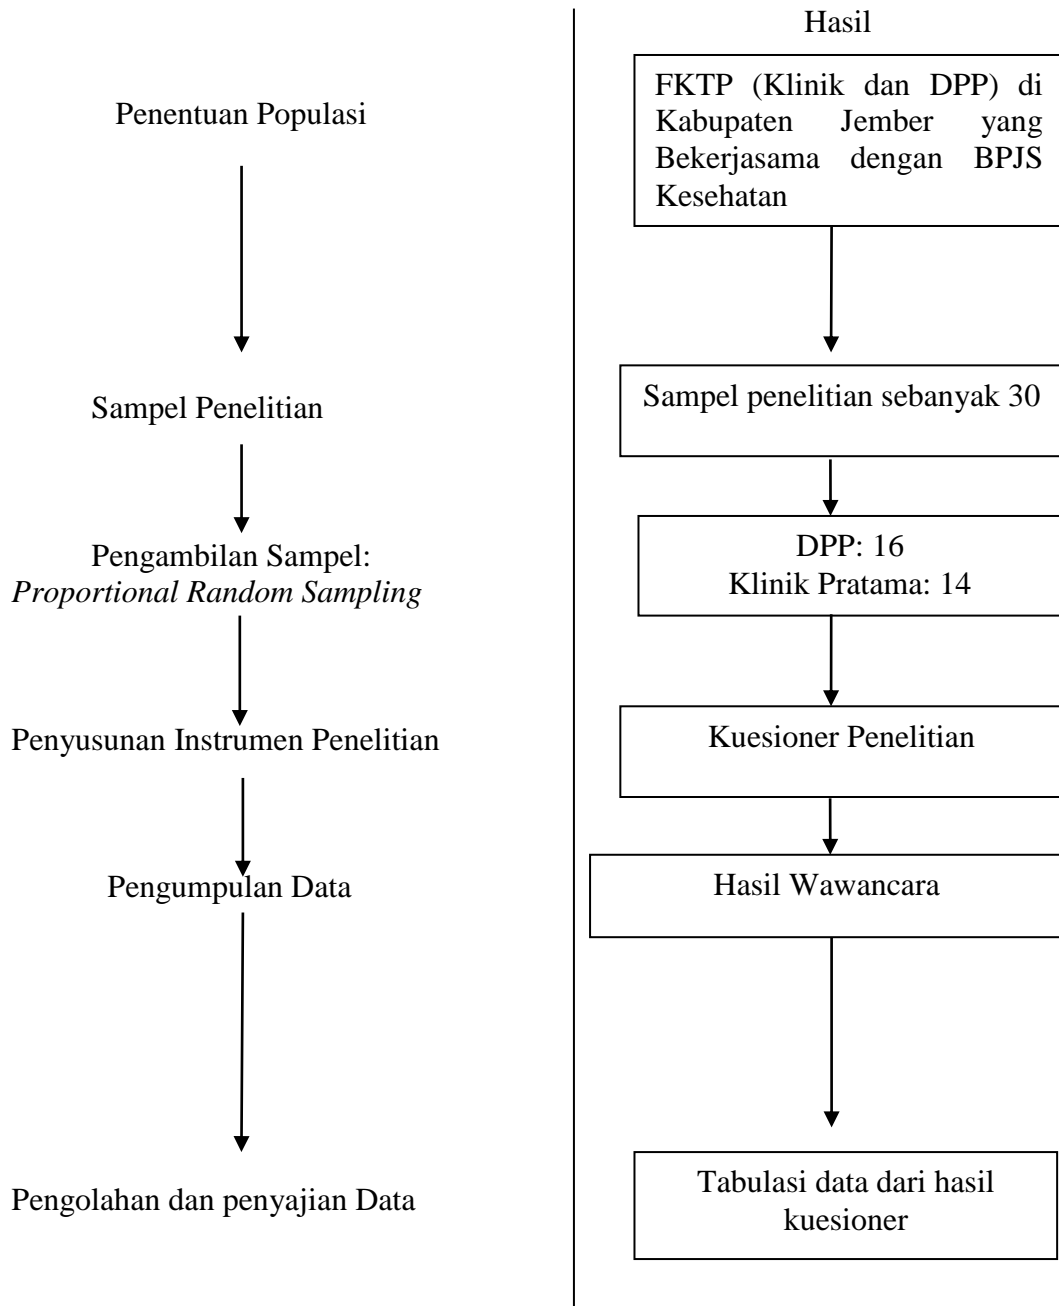 Hasil
Penentuan Populasi
FKTP (Klinik dan DPP) di
Kabupaten Jember yang
Bekerjasama dengan BPJS
Kesehatan
Sampel Penelitian
Sampel penelitian sebanyak 30
Pengambilan Sampel:
Proportional Random Sampling
DPP: 16
Klinik Pratama: 14
Penyusunan Instrumen Penelitian
Kuesioner Penelitian
Pengumpulan Data
Hasil Wawancara
Pengolahan dan penyajian Data
Tabulasi data dari hasil
kuesioner